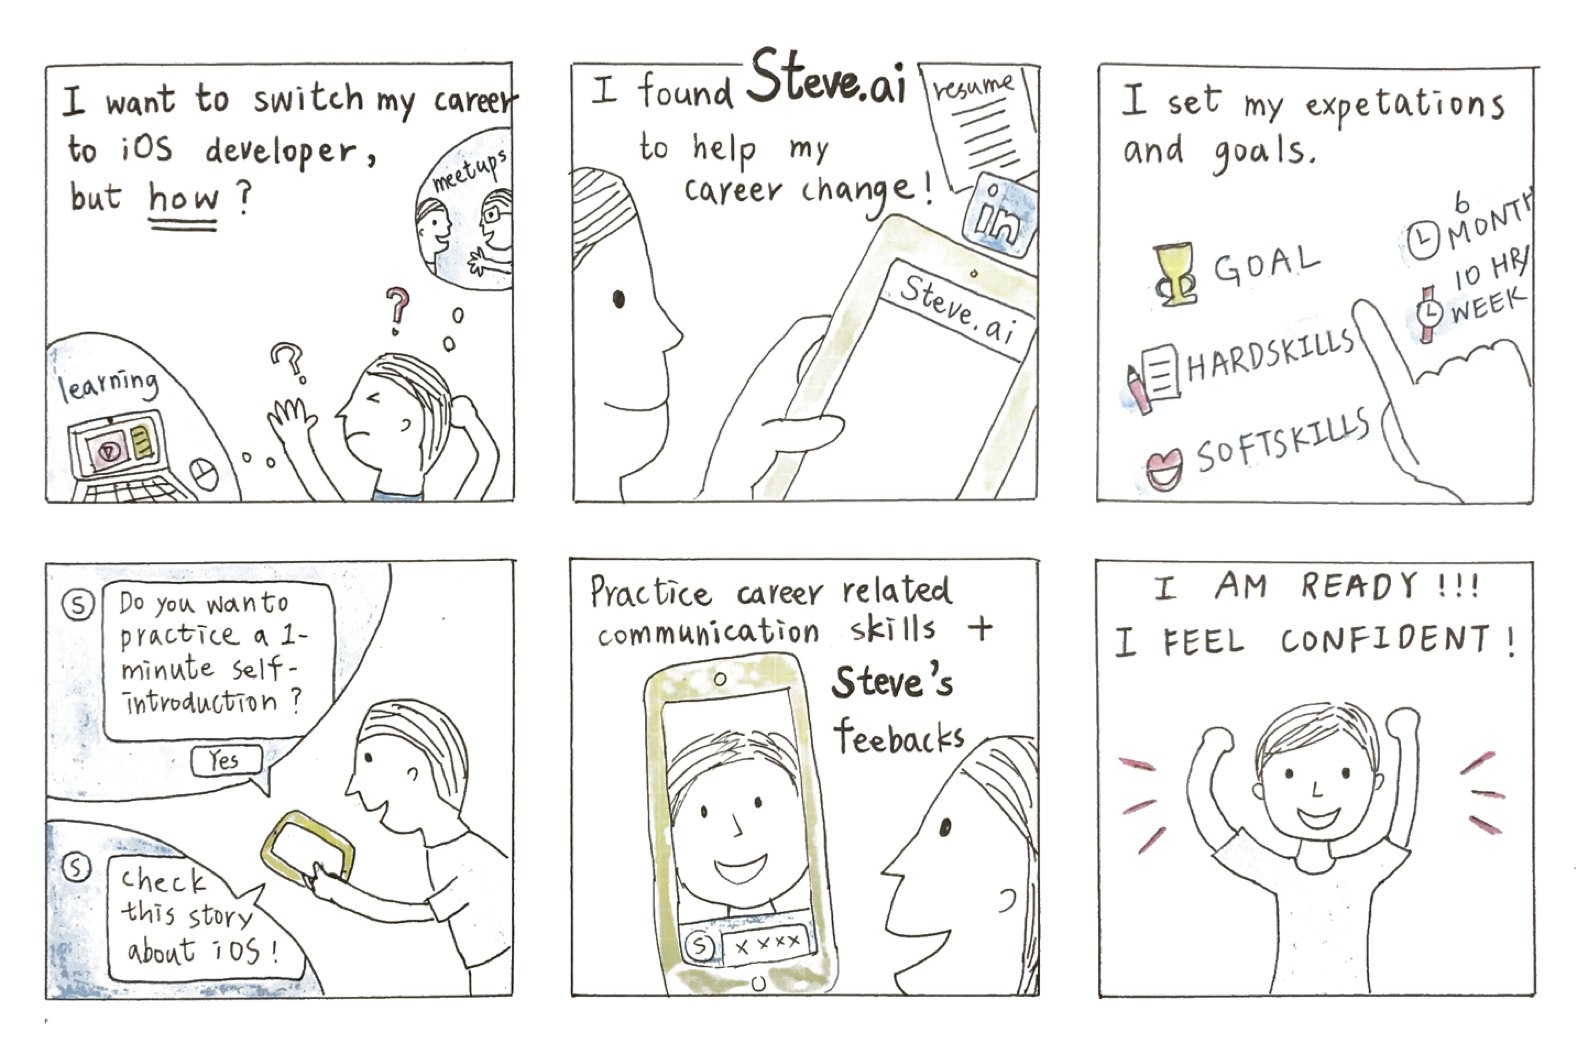 I want to switch my career
to iOS developer,
but how?
meetups
?
?
learning
I found Steve.ai
to help my
career change!
resume
in
Steve.ai
I set my expetations
and goals.
GOAL
HARDSKILLS
SOFTSKILLS
6
MONTH
10 HR/
WEEK
S
Do you wanto
practice a 1-
minute self-
introduction?
Yes
S
check
this story
about iOS!
Practice career related
communication skills +
Steve's
feebacks
S
x xxx
I AM READY!!!
I FEEL CONFIDENT!